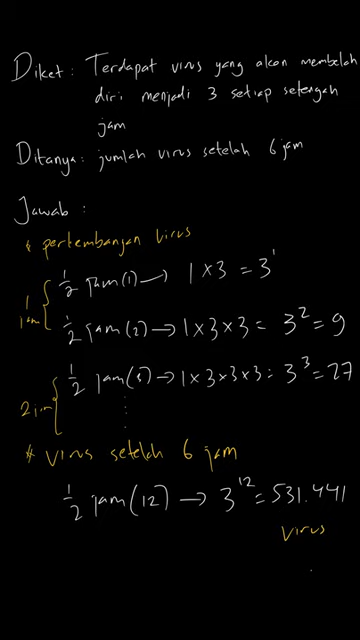 Diket : Terdapat virus yang akan membelah
diri menjadi 3 setiap setengah
jam
Ditanya : jumlah virus setelah 6 jam
Jawab :
* perkembangan virus
1 jam
1/2 jam (1) → 1 × 3 = 3¹
1/2 jam (2) → 1 × 3 × 3 = 3² = 9
2 jam
1/2 jam (3) → 1 × 3 × 3 × 3 = 3³ = 27
* Virus setelah 6 jam
1/2 jam (12) → 3¹² = 531.441
virus